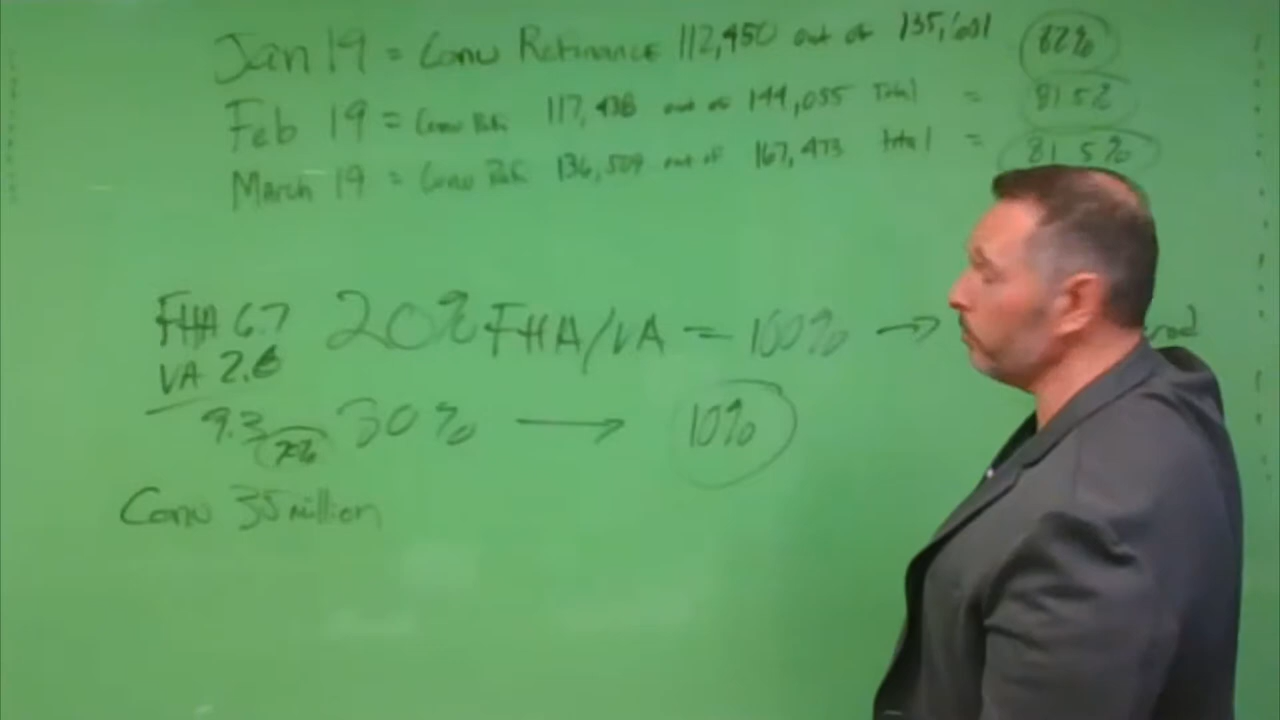 Jan 19 = Conv Refinance 112,450 out of 135, 82%
Feb 19 = Conv Refi 117,438 out of 144,055 Total = 81.5%
March 19 = Conv Refi 136,509 out of 167,473 total = 81.5%
FHA 6.7 20% FHA/VA = 100% →
VA 2.6
9.3 20% 30% → 10%
Conv 35 million